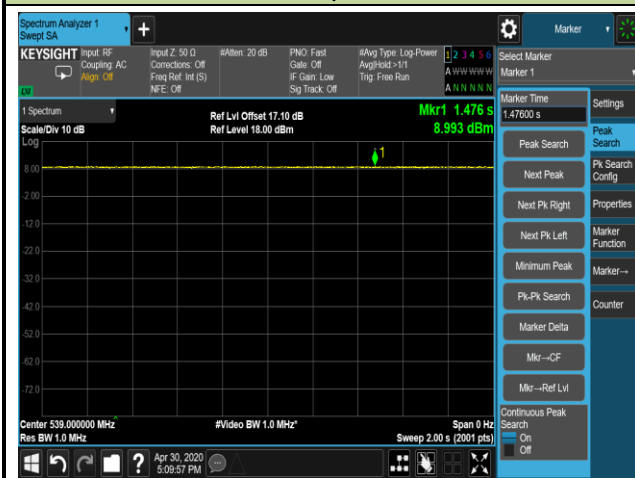 Spectrum Analyzer 1
Swept SA
Marker
KEYSIGHT
Input: RF
Coupling: AC
Align: Off
Input Z: 50 Ω
Corrections: Off
Freq Ref: Int (S)
NFE: Off
#Atten: 20 dB
PNO: Fast
Gate: Off
IF Gain: Low
Sig Track: Off
#Avg Type: Log-Power
Avg|Hold:>1/1
Trig: Free Run
1 2 3 4 5 6
A W W W W W
A N N N N N
LXI
Select Marker
Marker 1
1 Spectrum
Scale/Div 10 dB
Log
Ref Lvl Offset 17.10 dB
Ref Level 18.00 dBm
Mkr1 1.476 s
8.993 dBm
1
8.00
-2.00
-12.0
-22.0
-32.0
-42.0
-52.0
-62.0
-72.0
Center 539.000000 MHz
Res BW 1.0 MHz
#Video BW 1.0 MHz*
Span 0 Hz
Sweep 2.00 s (2001 pts)
Marker Time
1.47600 s
Peak Search
Next Peak
Next Pk Right
Next Pk Left
Minimum Peak
Pk-Pk Search
Marker Delta
Mkr→CF
Mkr→Ref Lvl
Continuous Peak
Search
On
Off
Settings
Peak
Search
Pk Search
Config
Properties
Marker
Function
Marker→
Counter
?
Apr 30, 2020
5:09:57 PM